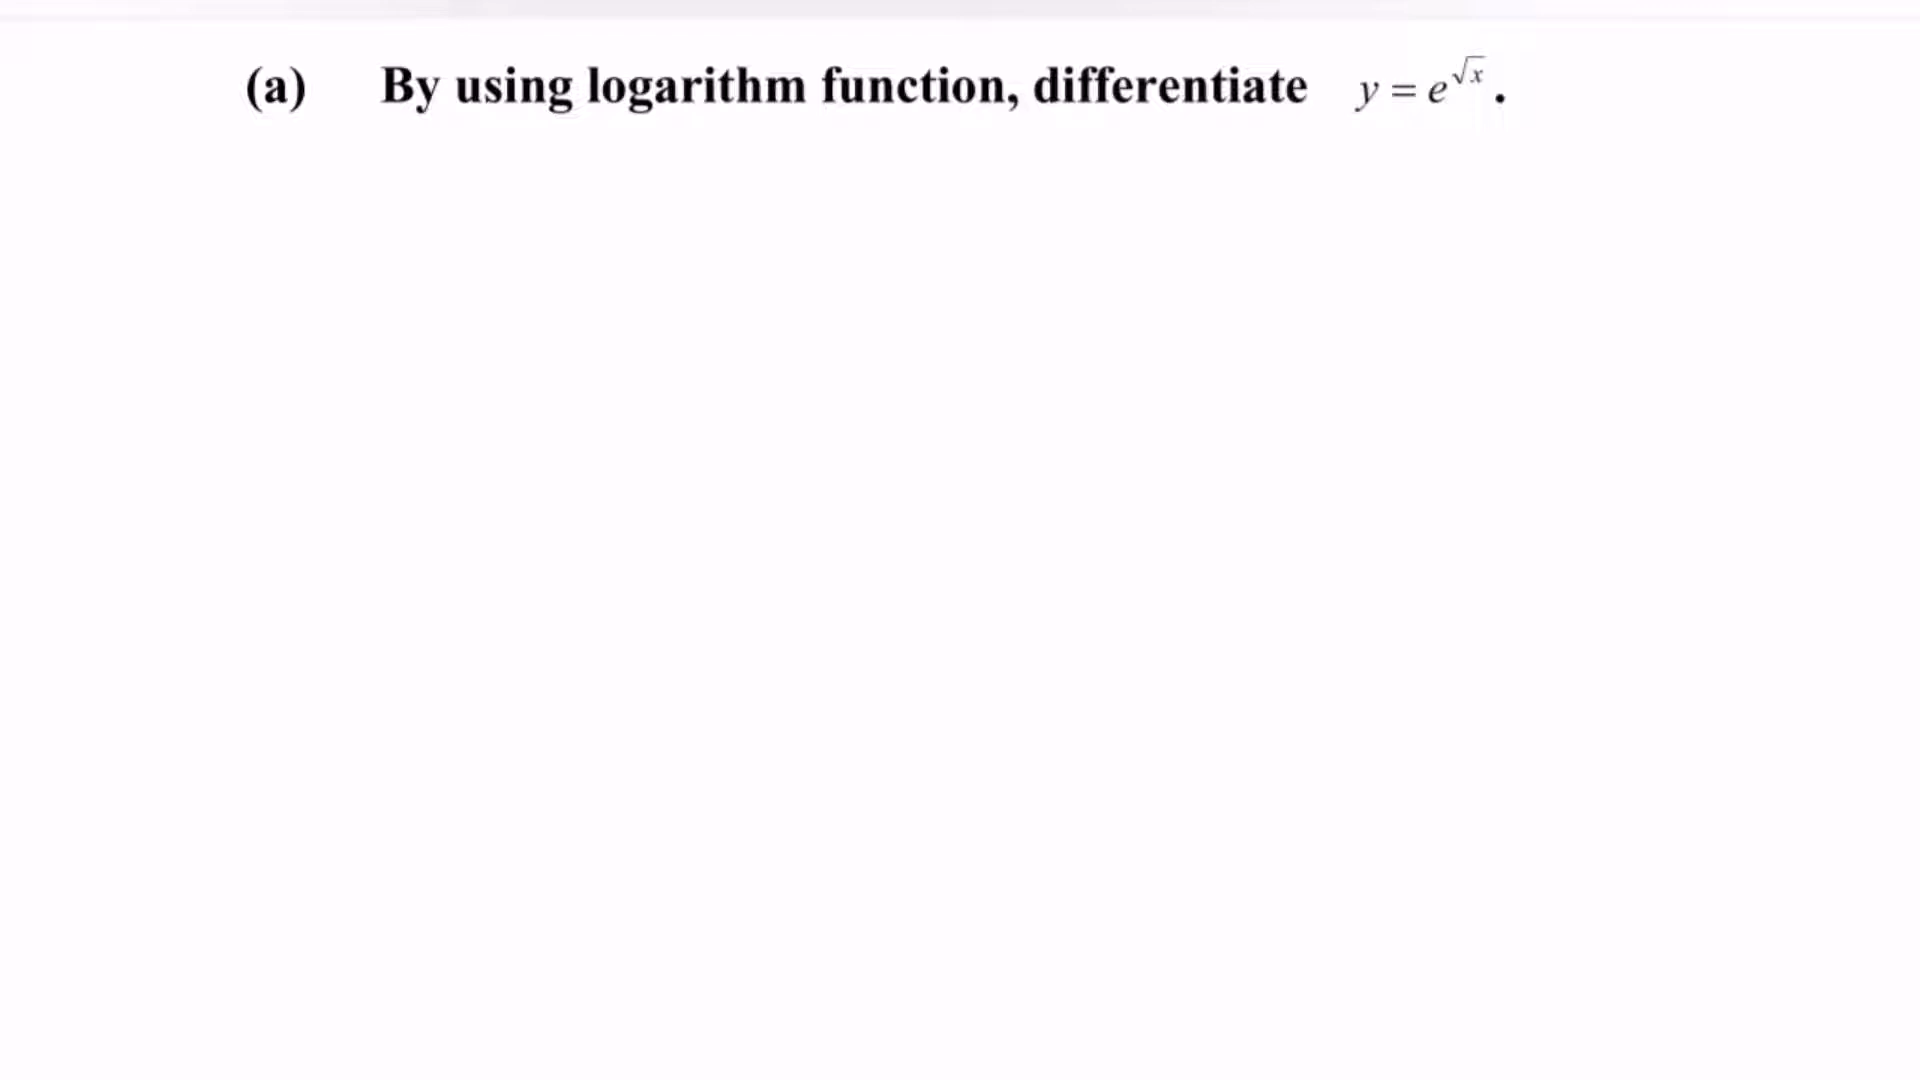 (a) By using logarithm function, differentiate y = e^{√x}.